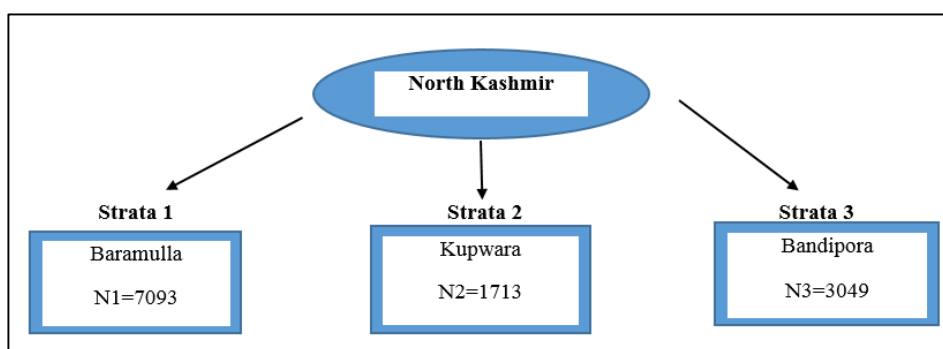 North Kashmir
Strata 1
Strata 2
Strata 3
Baramulla
N1=7093
Kupwara
N2=1713
Bandipora
N3=3049